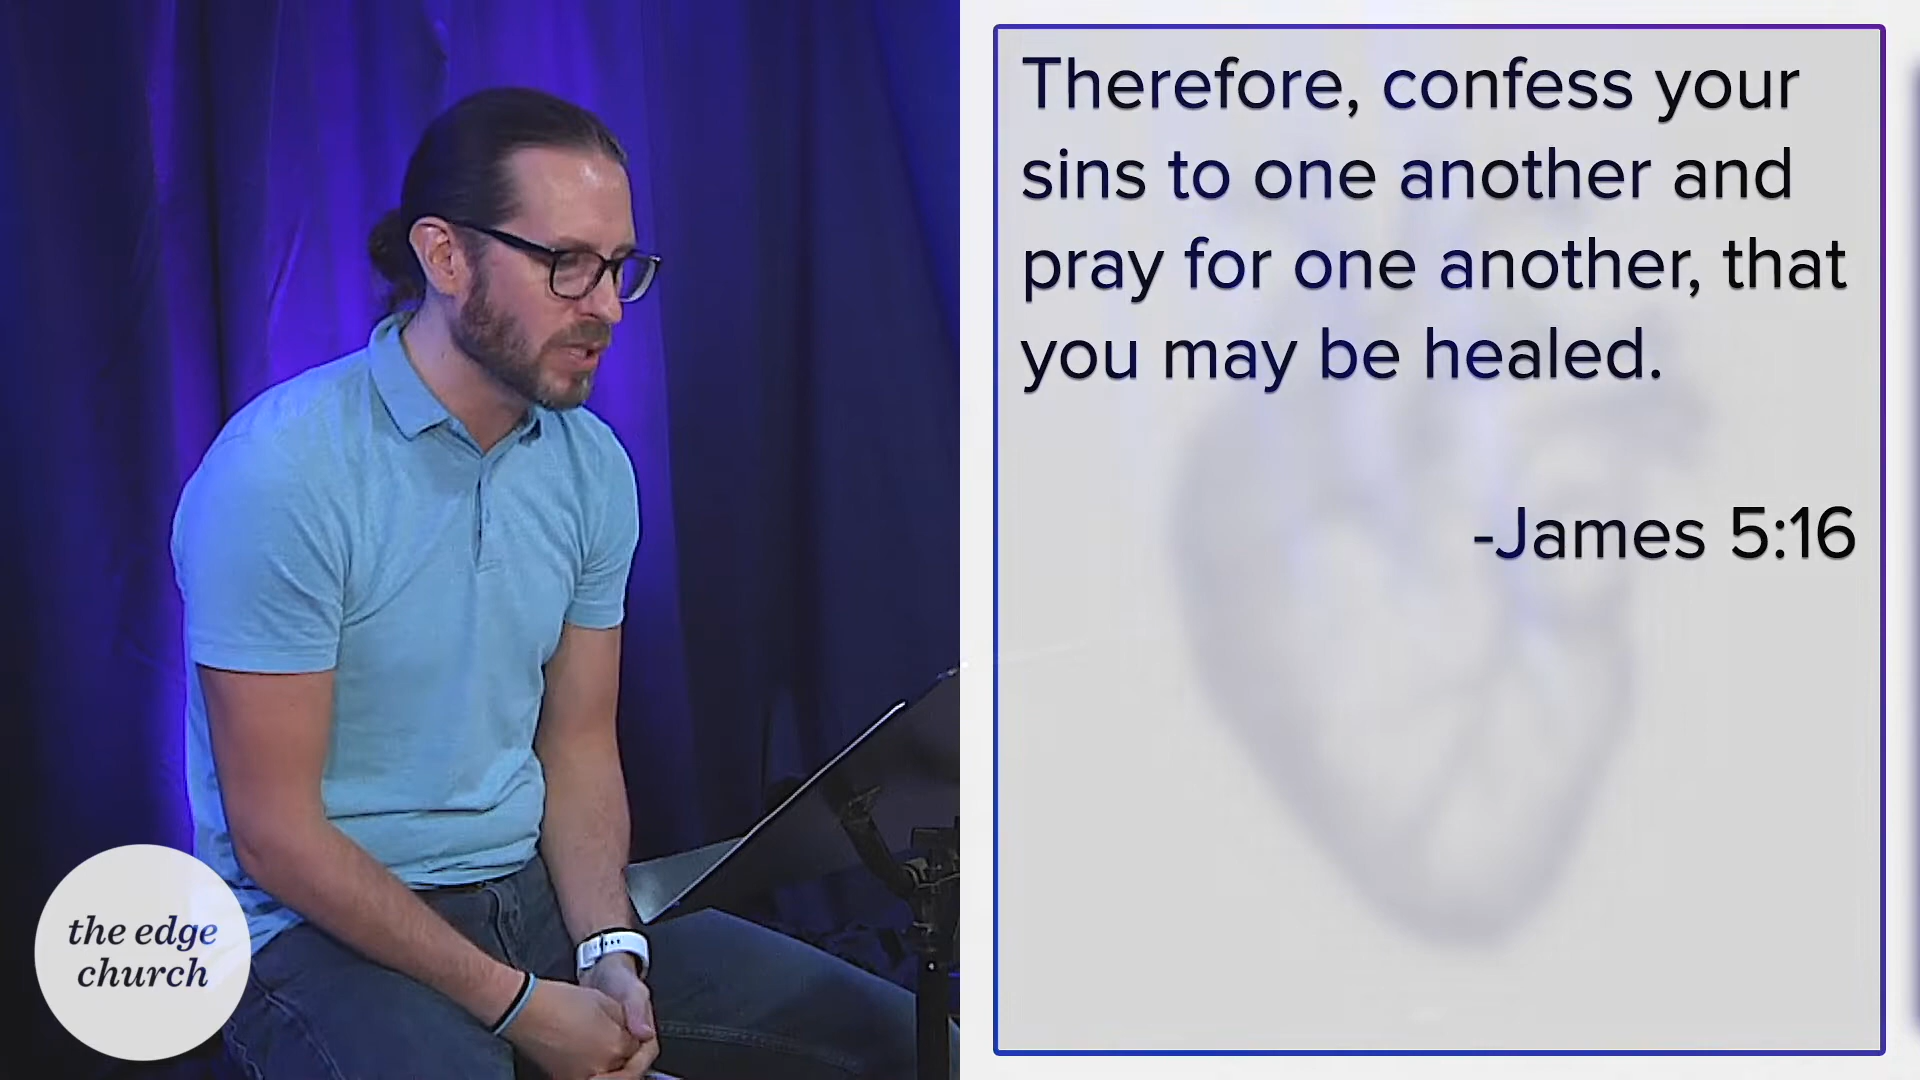 Therefore, confess your
sins to one another and
pray for one another, that
you may be healed.
-James 5:16
the edge
church